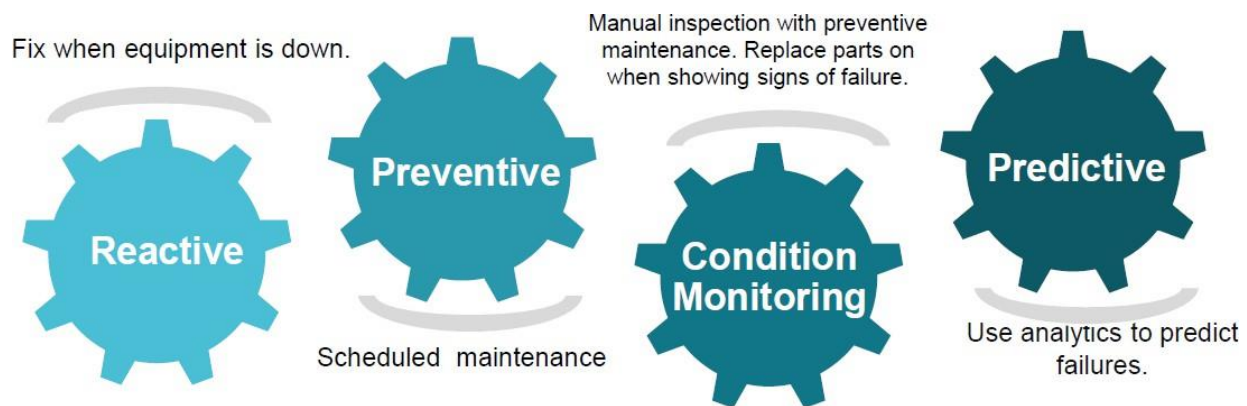 Fix when equipment is down.
Reactive
Preventive
Scheduled maintenance
Manual inspection with preventive
maintenance. Replace parts on
when showing signs of failure.
Condition
Monitoring
Predictive
Use analytics to predict
failures.